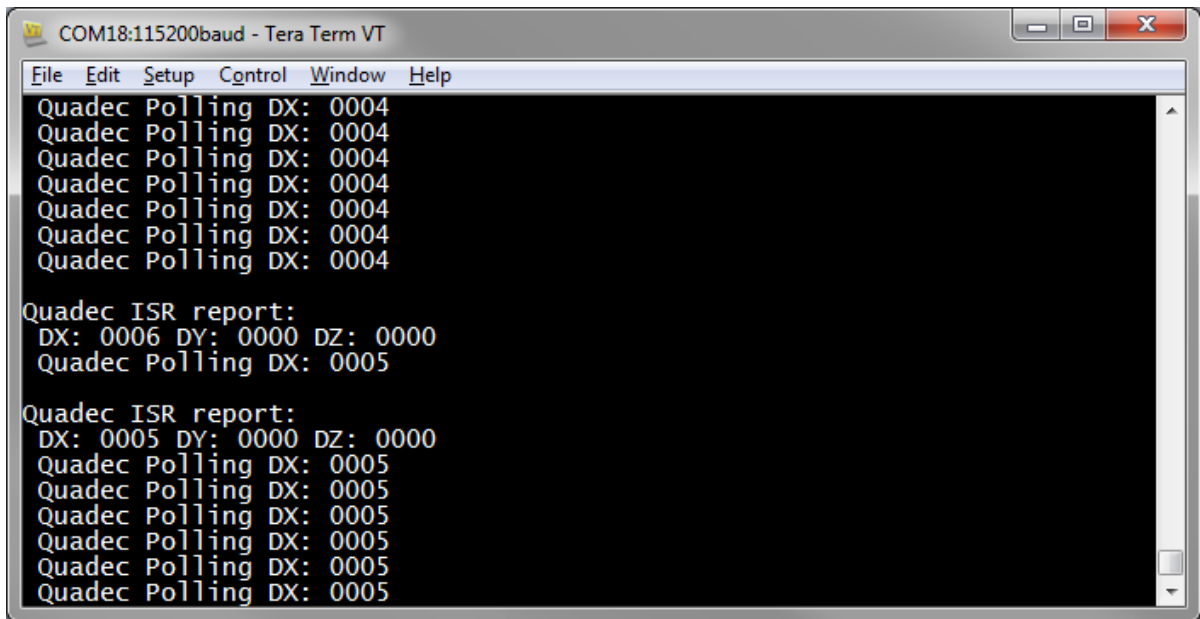 COM18:115200baud - Tera Term VT
File Edit Setup Control Window Help
Quadec Polling DX: 0004
Quadec Polling DX: 0004
Quadec Polling DX: 0004
Quadec Polling DX: 0004
Quadec Polling DX: 0004
Quadec Polling DX: 0004
Quadec Polling DX: 0004
Quadec ISR report:
DX: 0006 DY: 0000 DZ: 0000
Quadec Polling DX: 0005
Quadec ISR report:
DX: 0005 DY: 0000 DZ: 0000
Quadec Polling DX: 0005
Quadec Polling DX: 0005
Quadec Polling DX: 0005
Quadec Polling DX: 0005
Quadec Polling DX: 0005
Quadec Polling DX: 0005